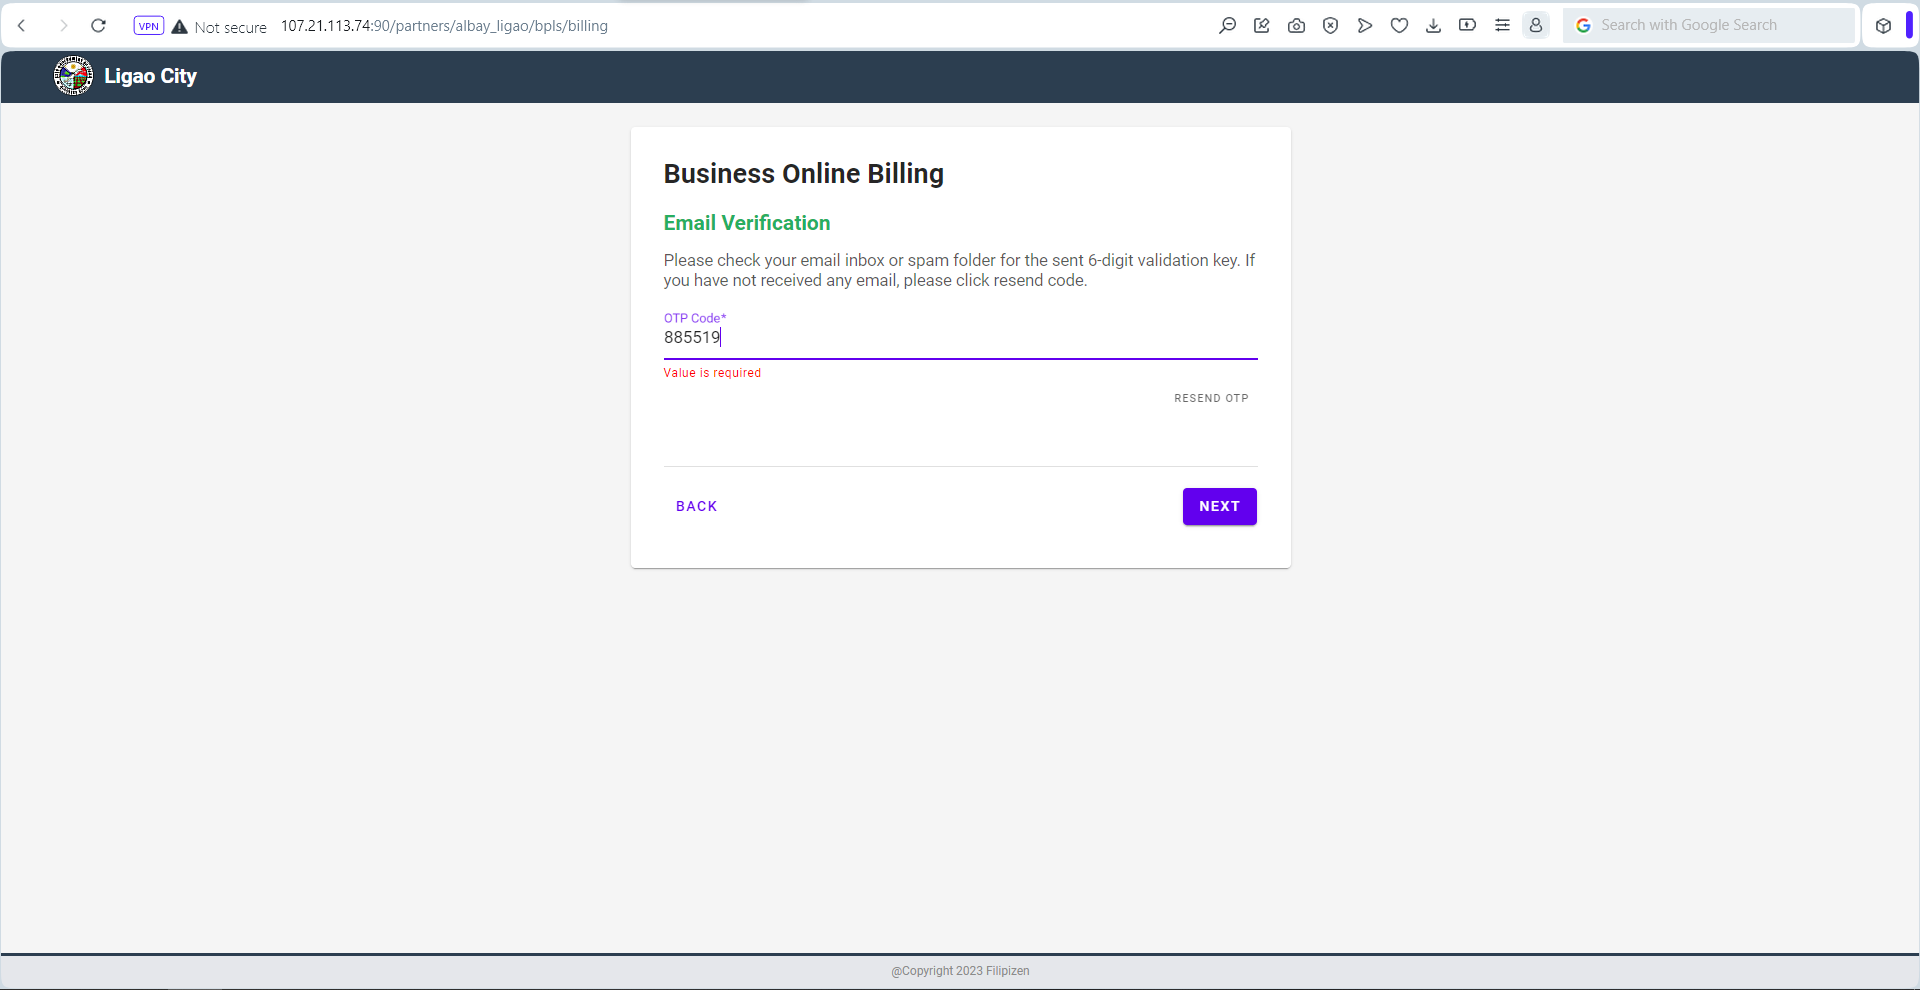 VPN Not secure 107.21.113.74:90/partners/albay_ligao/bpls/billing Search with Google Search
Ligao City
Business Online Billing
Email Verification
Please check your email inbox or spam folder for the sent 6-digit validation key. If
you have not received any email, please click resend code.
OTP Code*
885519
Value is required
RESEND OTP
BACK NEXT
@Copyright 2023 Filipizen